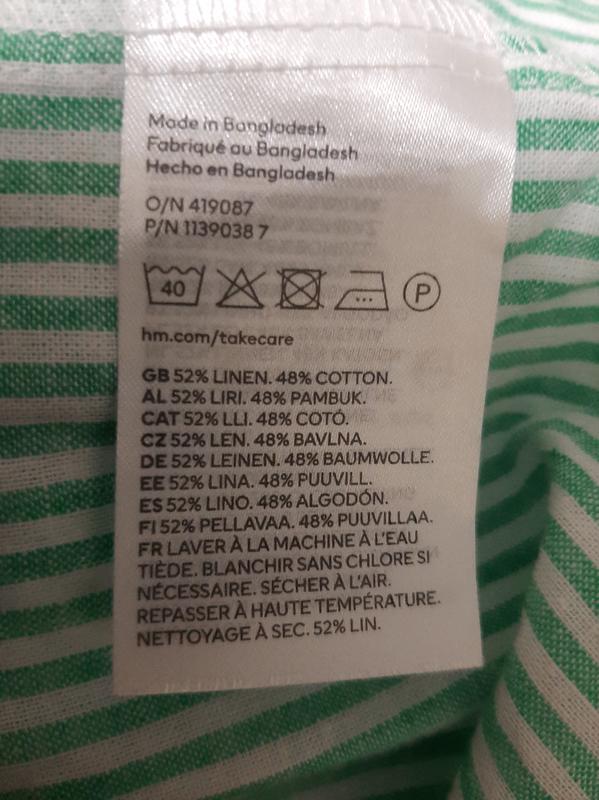 Made in Bangladesh
Fabriqué au Bangladesh
Hecho en Bangladesh
O/N 419087
P/N 1139038 7
40 P
hm.com/takecare
GB 52% LINEN. 48% COTTON.
AL 52% LIRI. 48% PAMBUK.
CAT 52% LLI. 48% COTÓ.
CZ 52% LEN. 48% BAVLNA.
DE 52% LEINEN. 48% BAUMWOLLE.
EE 52% LINA. 48% PUUVILL.
ES 52% LINO. 48% ALGODÓN.
FI 52% PELLAVAA. 48% PUUVILLAA.
FR LAVER À LA MACHINE À L'EAU
TIÈDE. BLANCHIR SANS CHLORE SI
NÉCESSAIRE. SÉCHER À L'AIR.
REPASSER À HAUTE TEMPÉRATURE.
NETTOYAGE À SEC. 52% LIN.